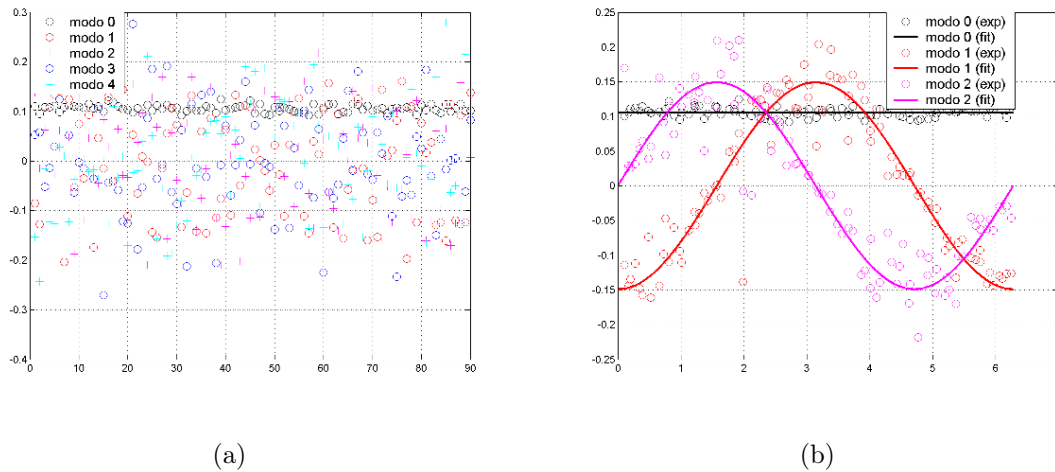 0.3
0.2
0.1
0
-0.1
-0.2
-0.3
-0.4
0 10 20 30 40 50 60 70 80 90
modo 0
modo 1
modo 2
modo 3
modo 4
(a)
0.25
0.2
0.15
0.1
0.05
0
-0.05
-0.1
-0.15
-0.2
-0.25
0 1 2 3 4 5 6
modo 0 (exp)
modo 0 (fit)
modo 1 (exp)
modo 1 (fit)
modo 2 (exp)
modo 2 (fit)
(b)